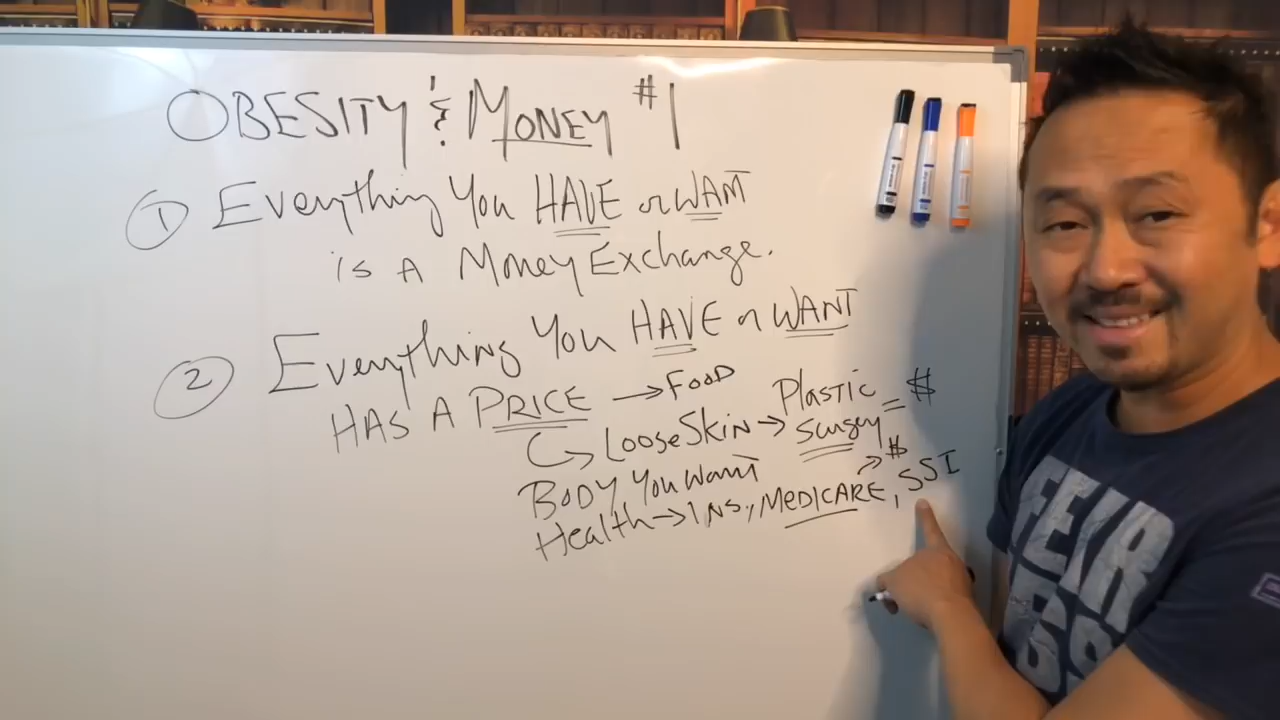 OBESITY & MONEY #1
① Everything You HAVE or WANT
is A Money Exchange.
② Everything You HAVE or WANT
HAS A PRICE → FOOD
↪ Loose Skin → Plastic Surgery = $
Body You Want
Health → INS., MEDICARE, SSI
↗ $
FEAR